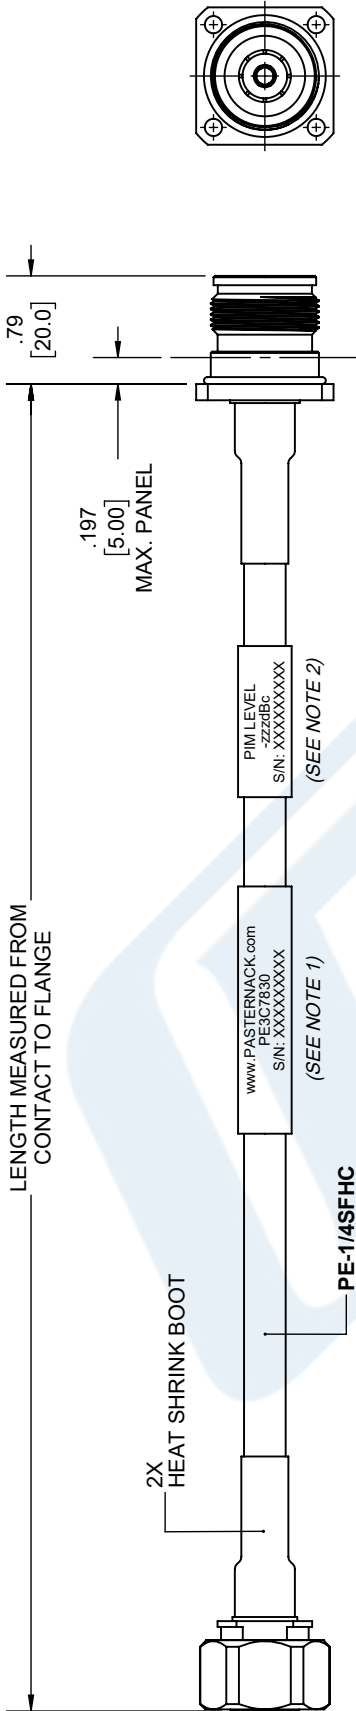 LENGTH MEASURED FROM
CONTACT TO FLANGE
.79
[20.0]
.197
[5.00]
MAX. PANEL
2X
HEAT SHRINK BOOT
www.PASTERNACK.com
PE3C7830
S/N: XXXXXXXXXX
(SEE NOTE 1)
PIM LEVEL
-zzzdBc
S/N: XXXXXXXXXX
(SEE NOTE 2)
PE-1/4SFHC